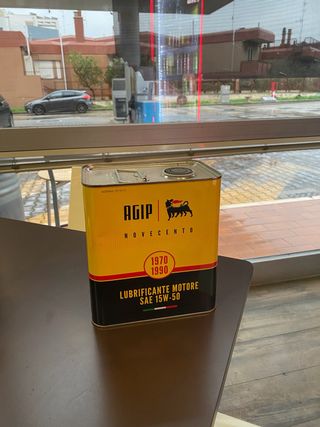 AGIP
NOVECENTO
1970
1990
LUBRIFICANTE MOTORE
SAE 15W-50